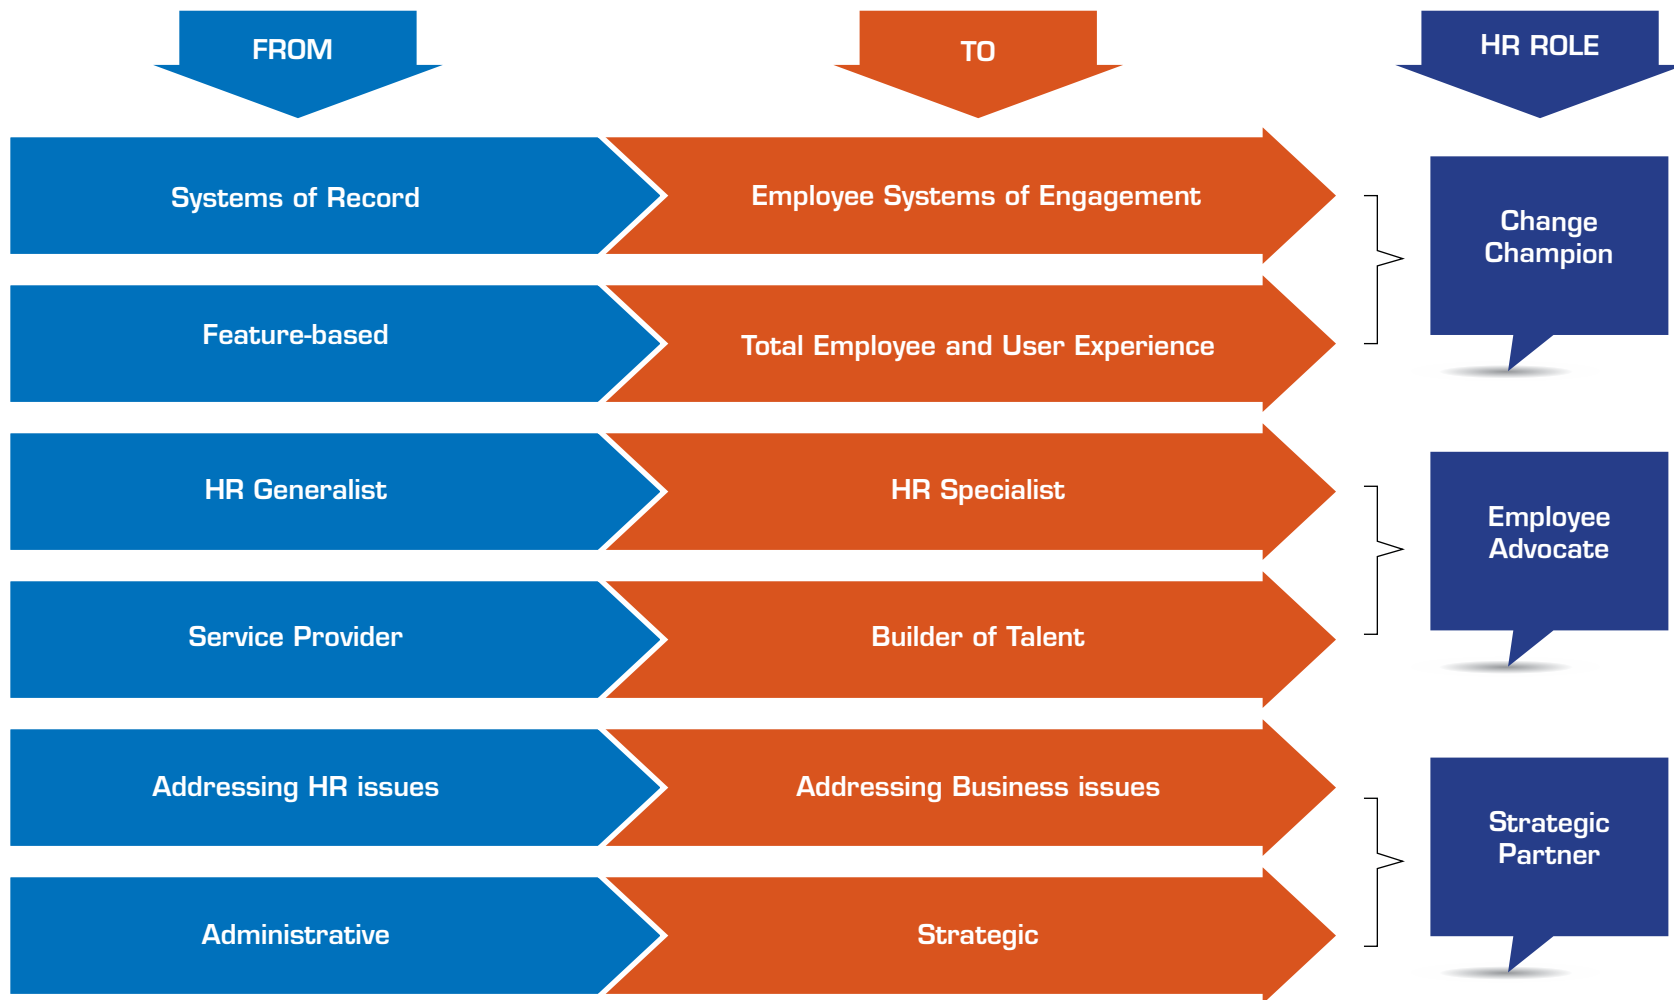 FROM
TO
HR ROLE
Systems of Record
Employee Systems of Engagement
Change
Champion
Feature-based
Total Employee and User Experience
HR Generalist
HR Specialist
Employee
Advocate
Service Provider
Builder of Talent
Addressing HR issues
Addressing Business issues
Strategic
Partner
Administrative
Strategic